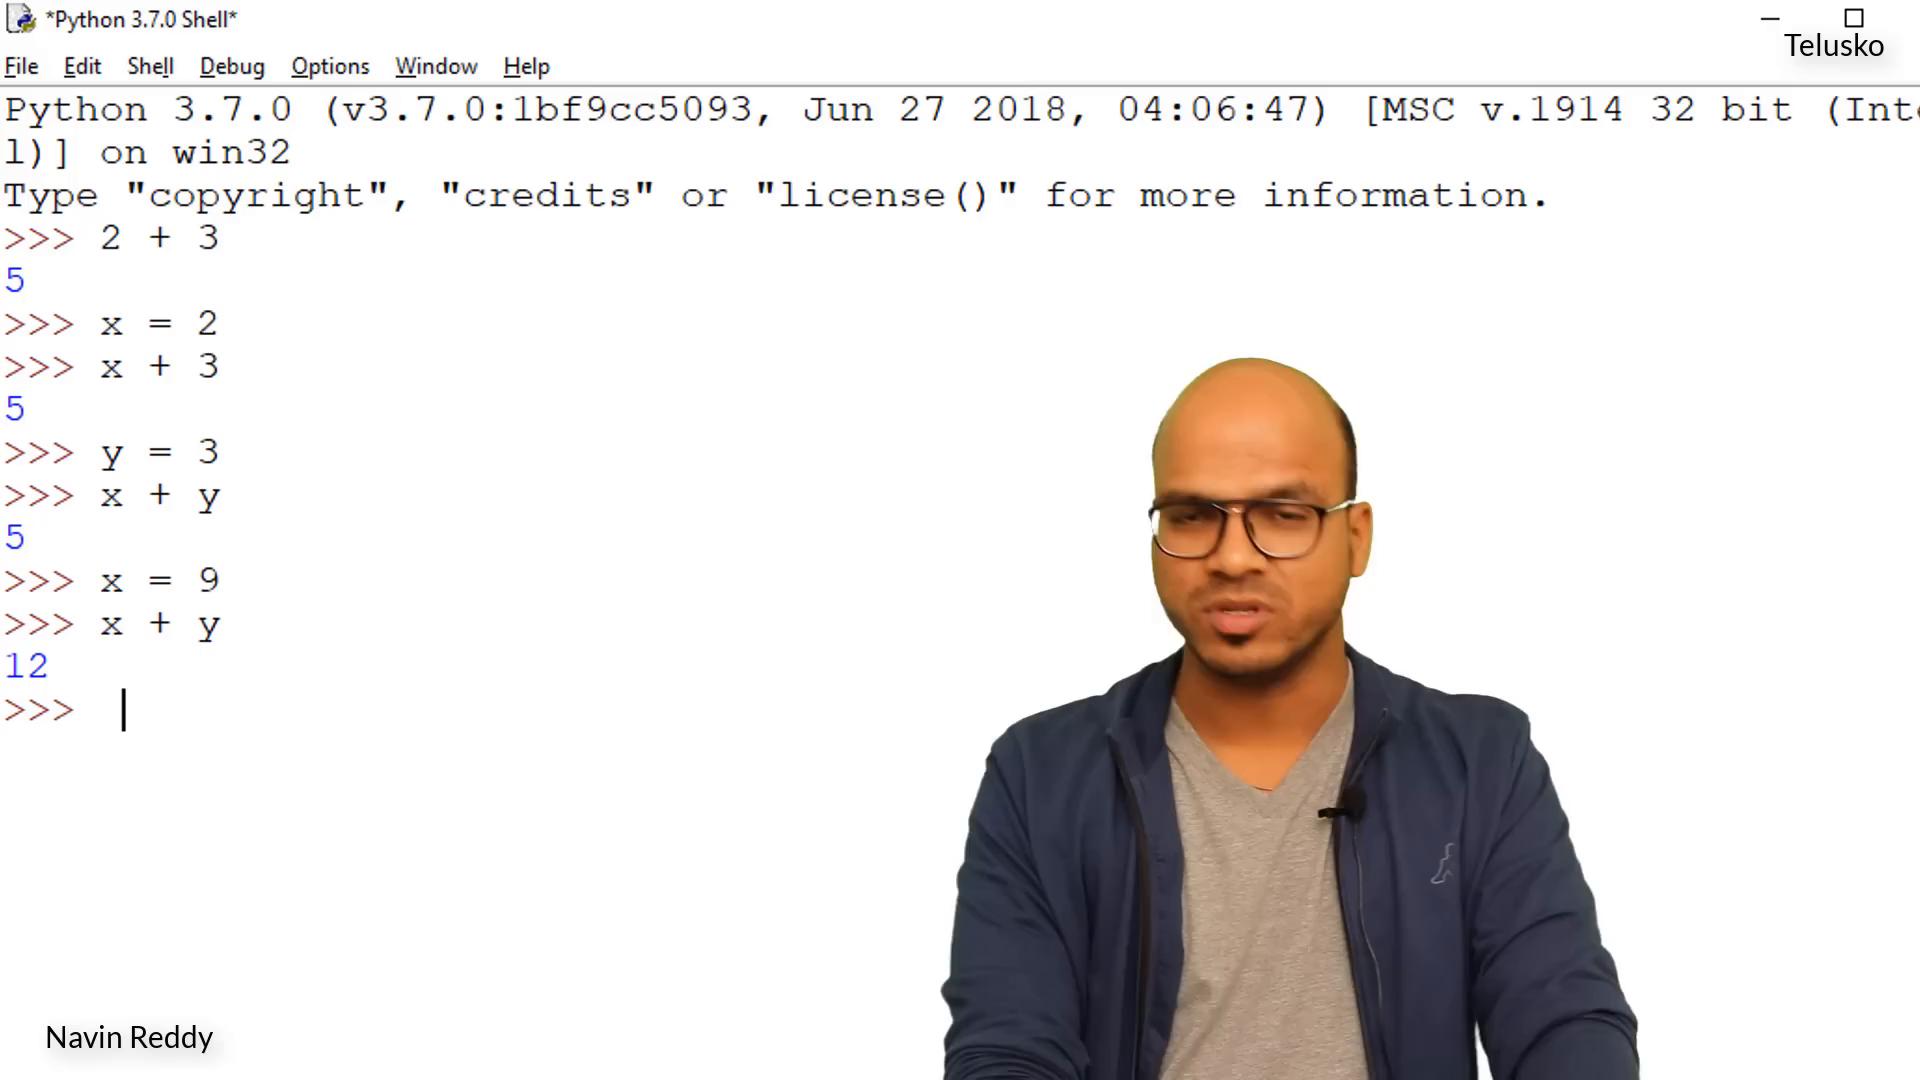 *Python 3.7.0 Shell*
Telusko
File Edit Shell Debug Options Window Help
Python 3.7.0 (v3.7.0:1bf9cc5093, Jun 27 2018, 04:06:47) [MSC v.1914 32 bit (Inte
l)] on win32
Type "copyright", "credits" or "license()" for more information.
>>> 2 + 3
5
>>> x = 2
>>> x + 3
5
>>> y = 3
>>> x + y
5
>>> x = 9
>>> x + y
12
>>>
Navin Reddy